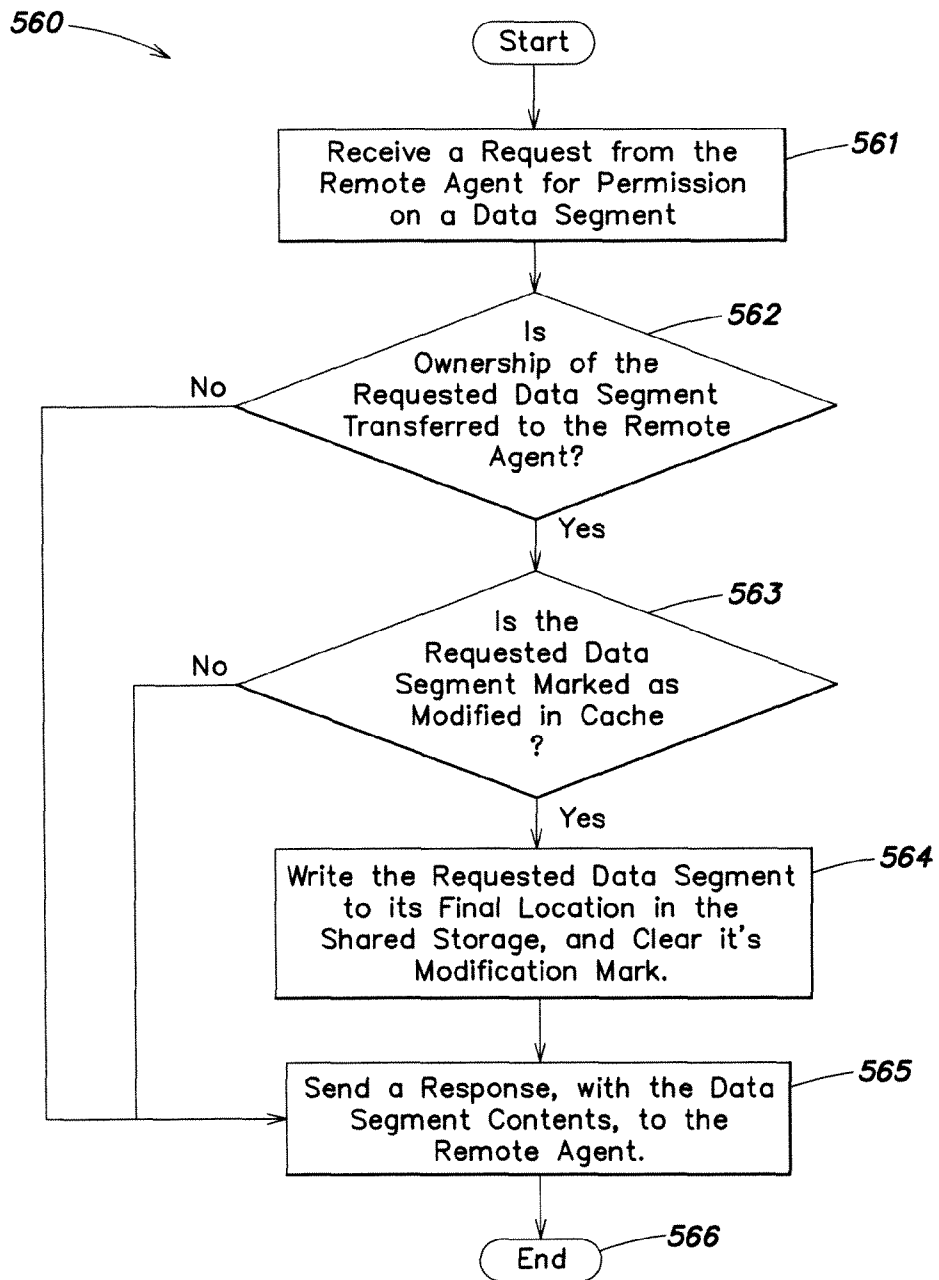 560
Start
Receive a Request from the
Remote Agent for Permission
on a Data Segment
561
Is
Ownership of the
Requested Data Segment
Transferred to the Remote
Agent?
562
No
Yes
Is the
Requested Data
Segment Marked as
Modified in Cache
?
563
No
Yes
Write the Requested Data Segment
to its Final Location in the
Shared Storage, and Clear it's
Modification Mark.
564
Send a Response, with the Data
Segment Contents, to the
Remote Agent.
565
End
566